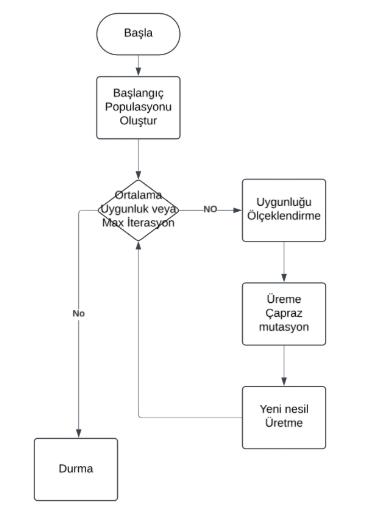 Başla
Başlangıç
Populasyonu
Oluştur
Ortalama
Uygunluk veya
Max İterasyon
NO
Uygunluğu
Ölçeklendirme
Üreme
Çapraz
mutasyon
No
Yeni nesil
Üretme
Durma